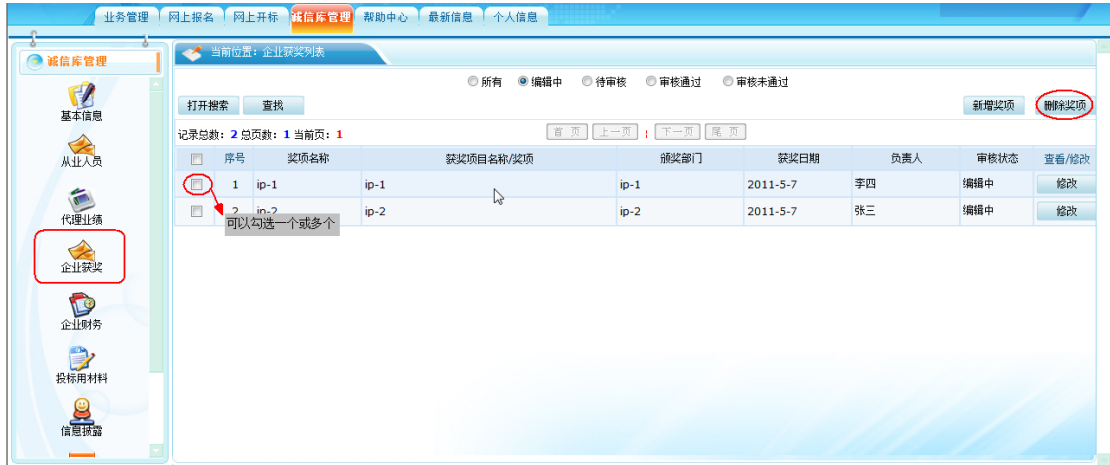 业务管理 网上报名 网上开标 诚信库管理 帮助中心 最新信息 个人信息
诚信库管理
当前位置：企业获奖列表
所有 编辑中 待审核 审核通过 审核未通过
基本信息
打开搜索 查找 新增奖项 删除奖项
记录总数：2 总页数：1 当前页：1 首 页 上一页 下一页 尾 页
从业人员
序号 奖项名称 获奖项目名称/奖项 颁奖部门 获奖日期 负责人 审核状态 查看/修改
1 ip-1 ip-1 ip-1 2011-5-7 李四 编辑中 修改
2 ip-2 ip-2 ip-2 2011-5-7 张三 编辑中 修改
可以勾选一个或多个
代理业绩
企业获奖
企业财务
投标用材料
信息披露